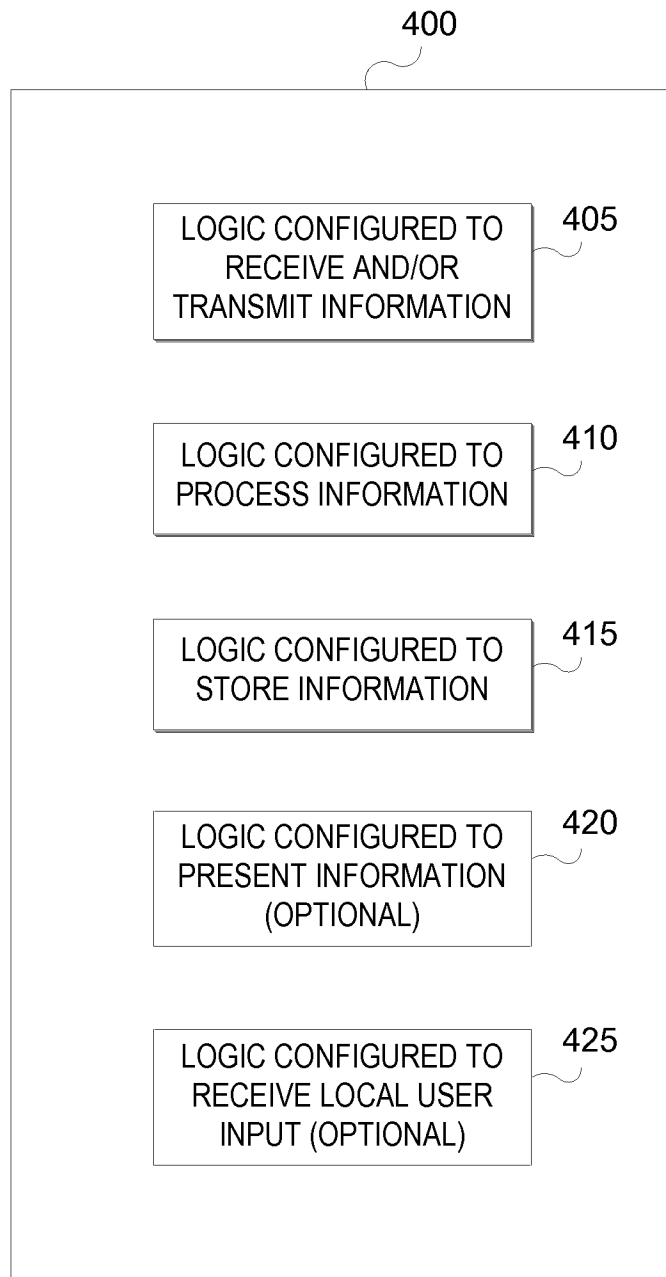 400
LOGIC CONFIGURED TO
RECEIVE AND/OR
TRANSMIT INFORMATION
405
LOGIC CONFIGURED TO
PROCESS INFORMATION
410
LOGIC CONFIGURED TO
STORE INFORMATION
415
LOGIC CONFIGURED TO
PRESENT INFORMATION
(OPTIONAL)
420
LOGIC CONFIGURED TO
RECEIVE LOCAL USER
INPUT (OPTIONAL)
425